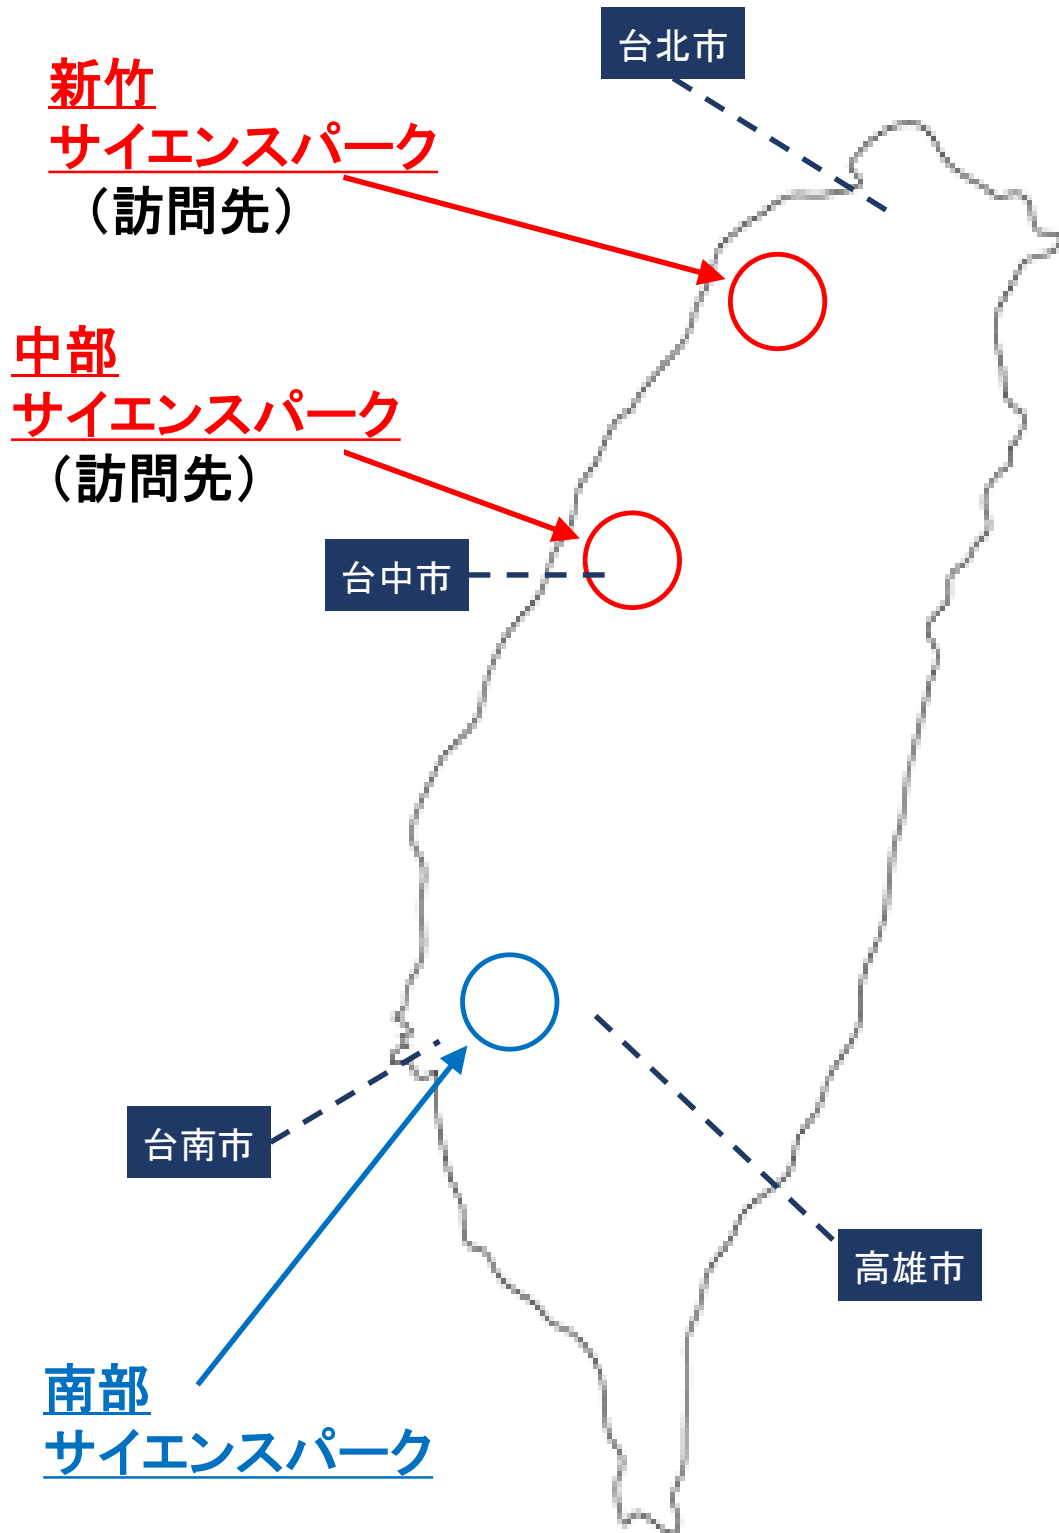 台北市
新竹
サイエンスパーク
（訪問先）
中部
サイエンスパーク
（訪問先）
台中市
台南市
高雄市
南部
サイエンスパーク